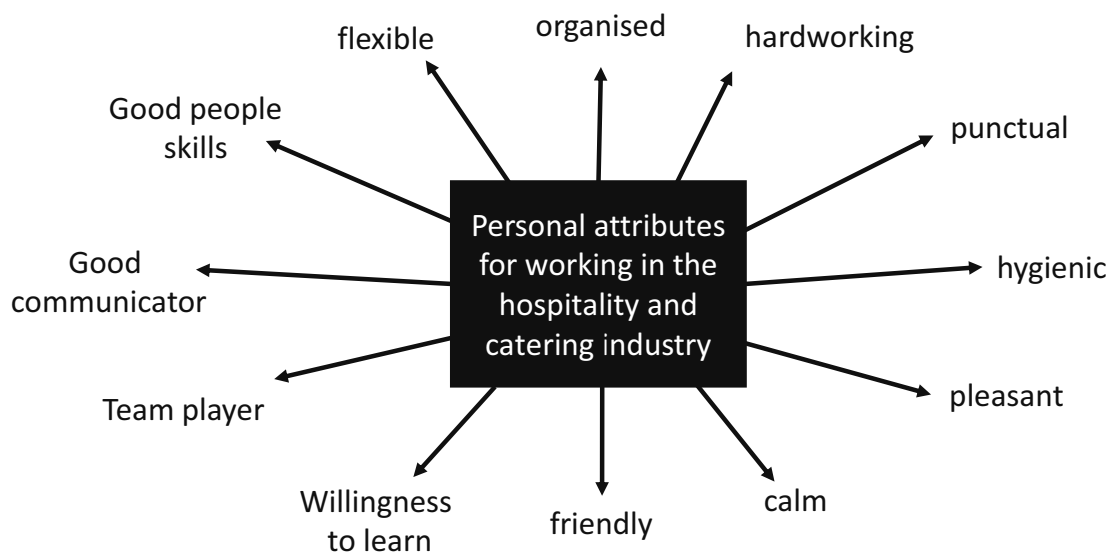 flexible
organised
hardworking
Good people
skills
punctual
Personal attributes
for working in the
hospitality and
catering industry
Good
communicator
hygienic
Team player
pleasant
Willingness
to learn
friendly
calm